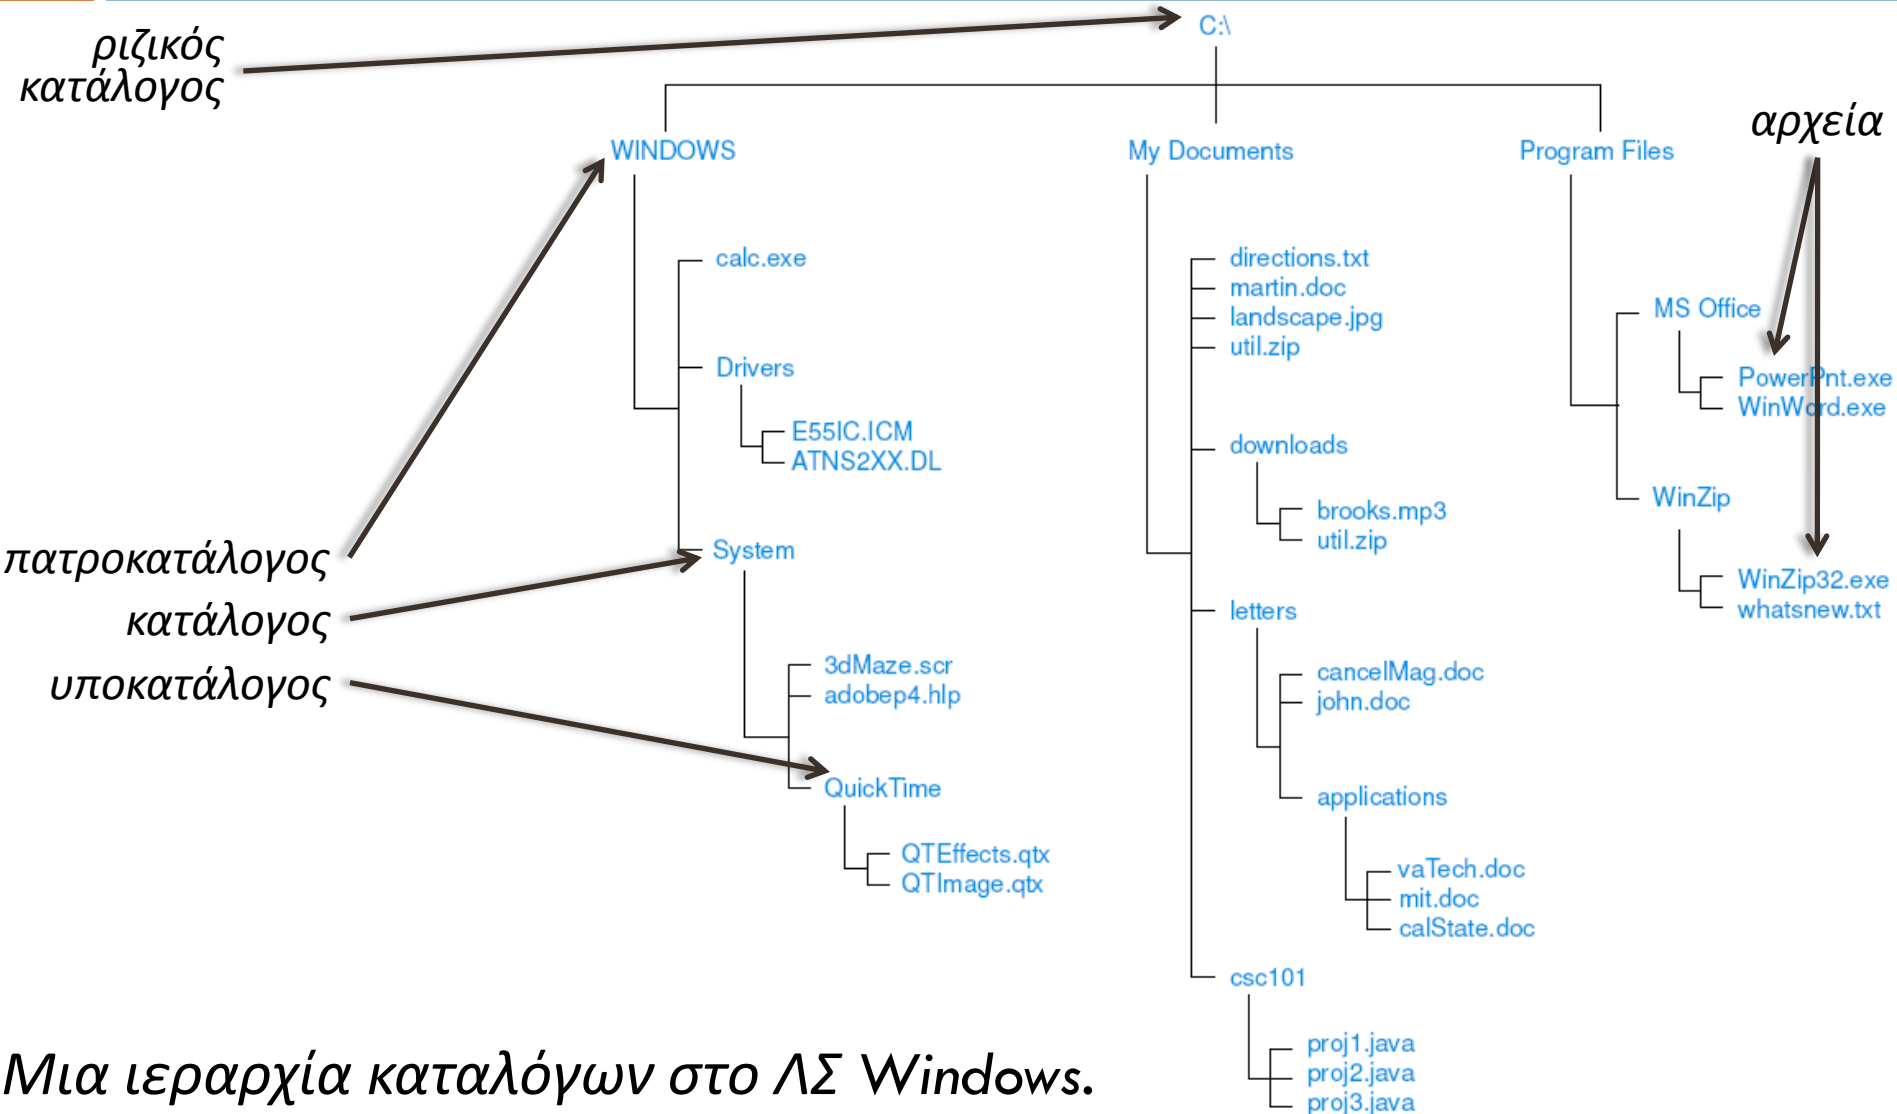 ριζικός
κατάλογος
C:\
αρχεία
WINDOWS
My Documents
Program Files
calc.exe
Drivers
E55IC.ICM
ATNS2XX.DL
System
3dMaze.scr
adobep4.hlp
QuickTime
QTEffects.qtx
QTImage.qtx
directions.txt
martin.doc
landscape.jpg
util.zip
downloads
brooks.mp3
util.zip
letters
cancelMag.doc
john.doc
applications
vaTech.doc
mit.doc
calState.doc
csc101
proj1.java
proj2.java
proj3.java
MS Office
PowerPnt.exe
WinWord.exe
WinZip
WinZip32.exe
whatsnew.txt
πατροκατάλογος
κατάλογος
υποκατάλογος
Μια ιεραρχία καταλόγων στο ΛΣ Windows.